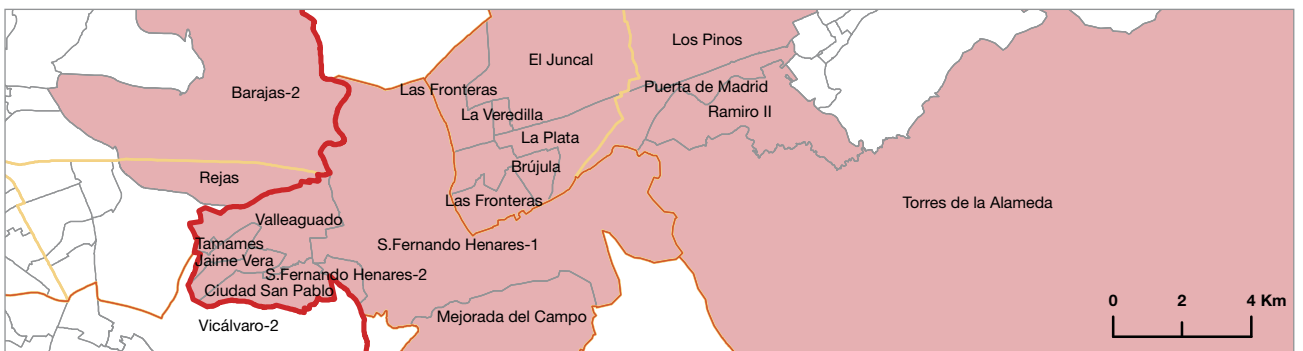 Los Pinos
El Juncal
Las Fronteras
Puerta de Madrid
Barajas-2
Ramiro II
La Veredilla
La Plata
Brújula
Rejas
Las Fronteras
Torres de la Alameda
Valleaguado
Tamames
S.Fernando Henares-1
Jaime Vera
S.Fernando Henares-2
Ciudad San Pablo
Mejorada del Campo
Vicálvaro-2
0 2 4 Km